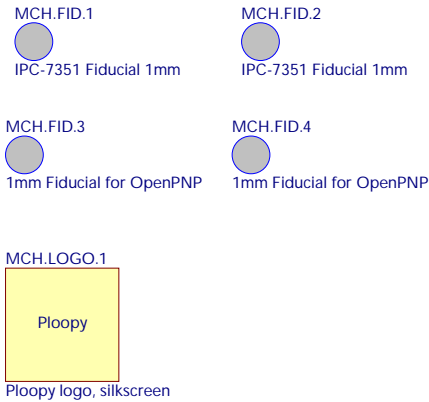 MCH.FID.1
MCH.FID.2
IPC-7351 Fiducial 1mm
IPC-7351 Fiducial 1mm
MCH.FID.3
MCH.FID.4
1mm Fiducial for OpenPNP
1mm Fiducial for OpenPNP
MCH.LOGO.1
Ploopy
Ploopy logo, silkscreen